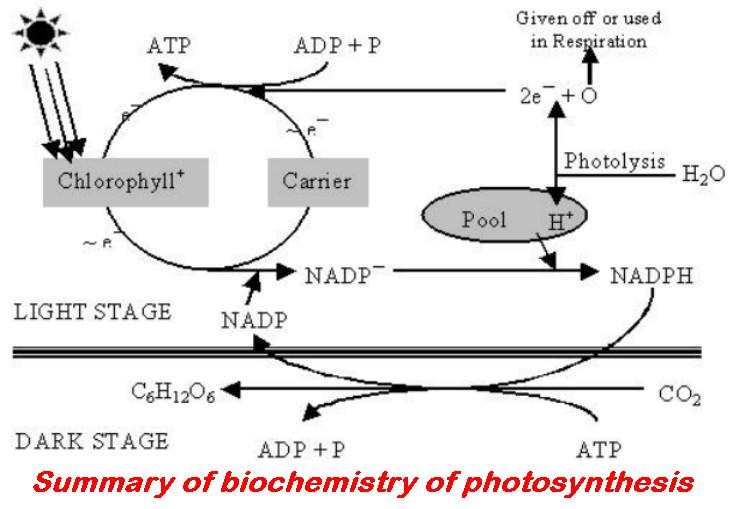 Given off or used
in Respiration
ATP
ADP + P
2e⁻ + O
e⁻
~ e⁻
Photolysis
H₂O
Chlorophyll⁺
Carrier
Pool
H⁺
~ e⁻
NADP⁻
NADPH
LIGHT STAGE
NADP
C₆H₁₂O₆
CO₂
DARK STAGE
ADP + P
ATP
Summary of biochemistry of photosynthesis